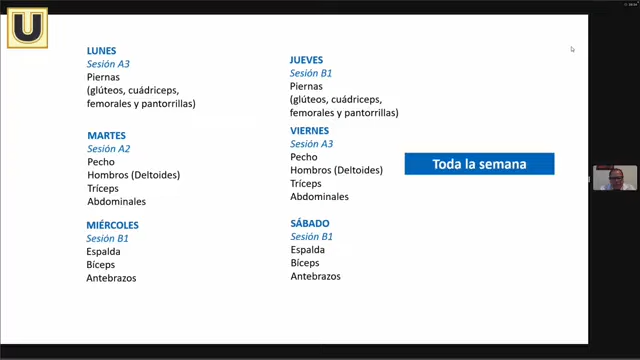 U
LUNES
Sesión A3
Piernas
(glúteos, cuádriceps,
femorales y pantorrillas)
MARTES
Sesión A2
Pecho
Hombros (Deltoides)
Tríceps
Abdominales
MIÉRCOLES
Sesión B1
Espalda
Bíceps
Antebrazos
JUEVES
Sesión B1
Piernas
(glúteos, cuádriceps,
femorales y pantorrillas)
VIERNES
Sesión A3
Pecho
Hombros (Deltoides)
Tríceps
Abdominales
SÁBADO
Sesión B1
Espalda
Bíceps
Antebrazos
Toda la semana